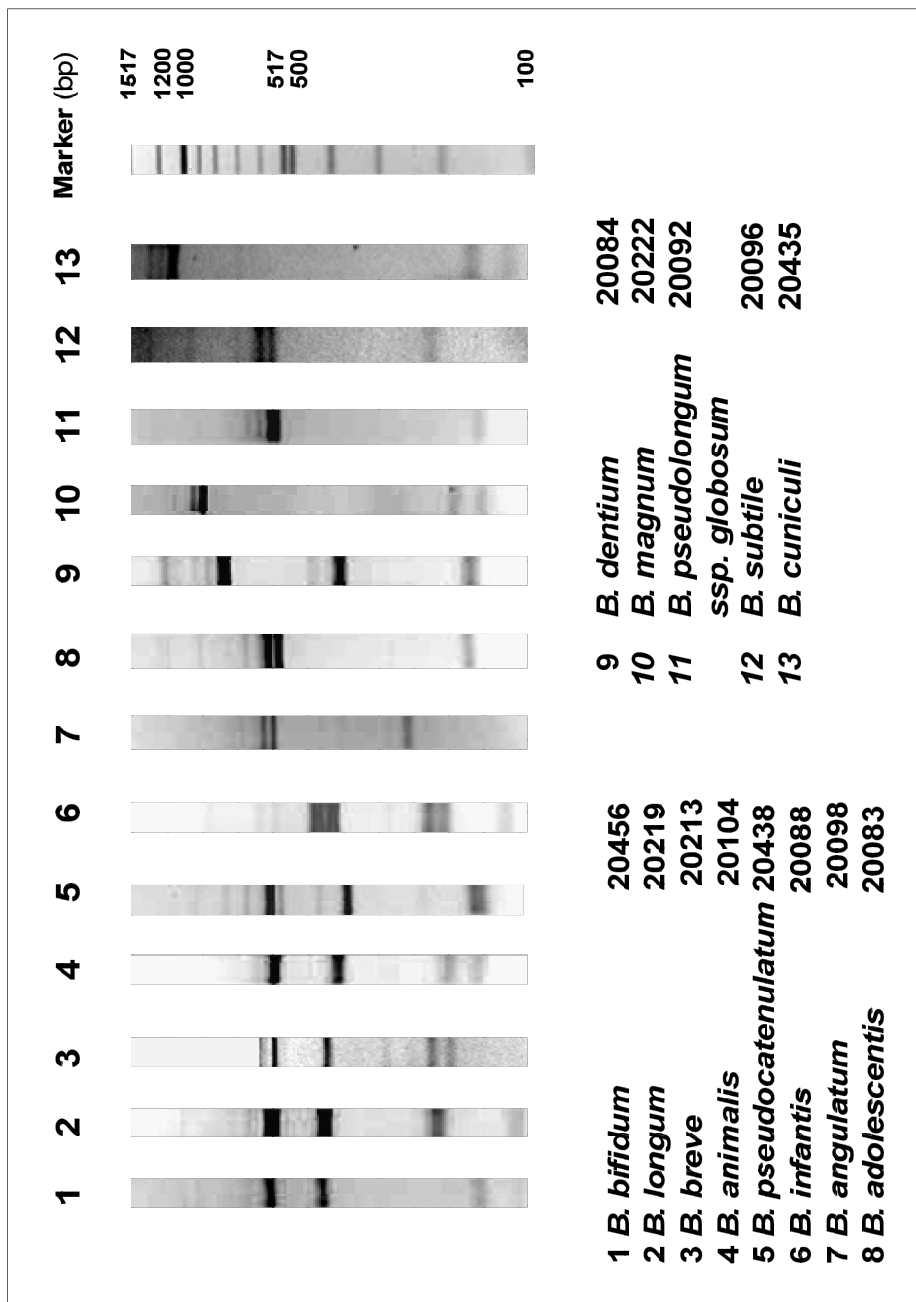 1 2 3 4 5 6 7 8 9 10 11 12 13 Marker (bp)
1517
1200
1000
517
500
100
1 B. bifidum 20456
2 B. longum 20219
3 B. breve 20213
4 B. animalis 20104
5 B. pseudocatenulatum 20438
6 B. infantis 20088
7 B. angulatum 20098
8 B. adolescentis 20083
9 B. dentium 20084
10 B. magnum 20222
11 B. pseudolongum 20092
ssp. globosum
12 B. subtile 20096
13 B. cuniculi 20435